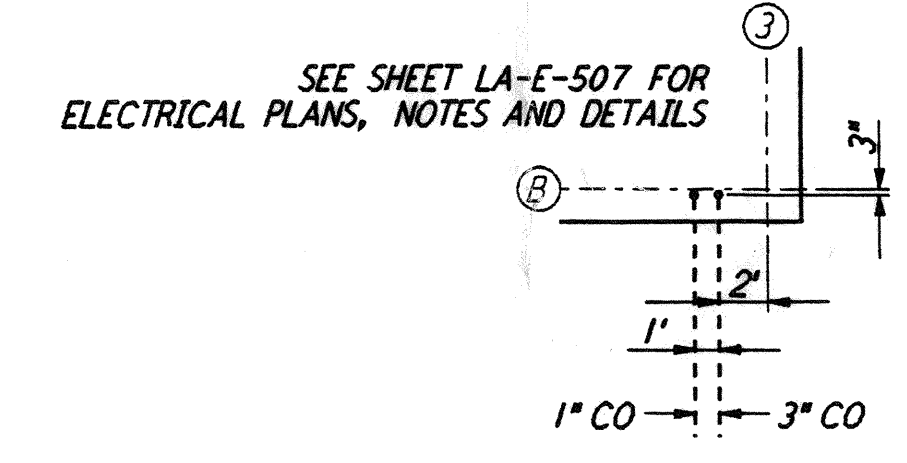 3
SEE SHEET LA-E-507 FOR
ELECTRICAL PLANS, NOTES AND DETAILS
3"
B
2'
1'
1" CO
3" CO